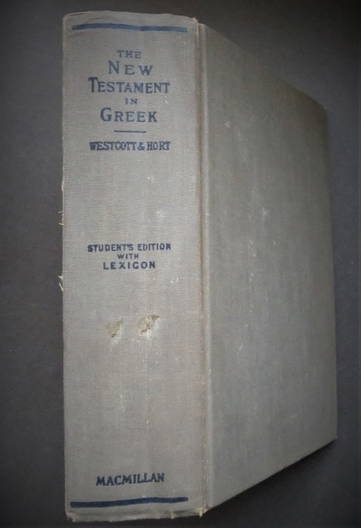 THE
NEW
TESTAMENT
IN
GREEK
WESTCOTT & HORT
STUDENT'S EDITION
WITH
LEXICON
MACMILLAN